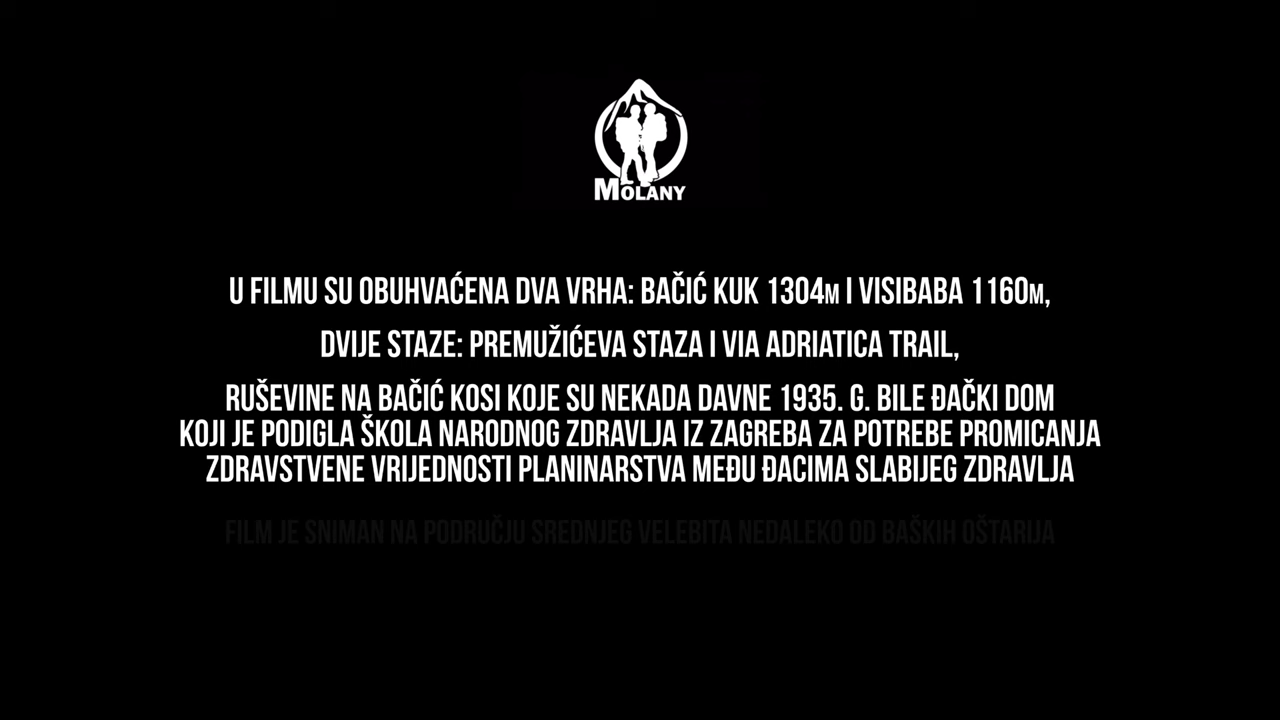 MOLANY
U FILMU SU OBUHVAĆENA DVA VRHA: BAČIĆ KUK 1304M I VISIBABA 1160M,
DVIJE STAZE: PREMUŽIĆEVA STAZA I VIA ADRIATICA TRAIL,
RUŠEVINE NA BAČIĆ KOSI KOJE SU NEKADA DAVNE 1935. G. BILE ĐAČKI DOM
KOJI JE PODIGLA ŠKOLA NARODNOG ZDRAVLJA IZ ZAGREBA ZA POTREBE PROMICANJA
ZDRAVSTVENE VRIJEDNOSTI PLANINARSTVA MEĐU ĐACIMA SLABIJEG ZDRAVLJA
FILM JE SNIMAN NA PODRUČJU SREDNJEG VELEBITA NEDALEKO OD BAŠKIH OŠTARIJA